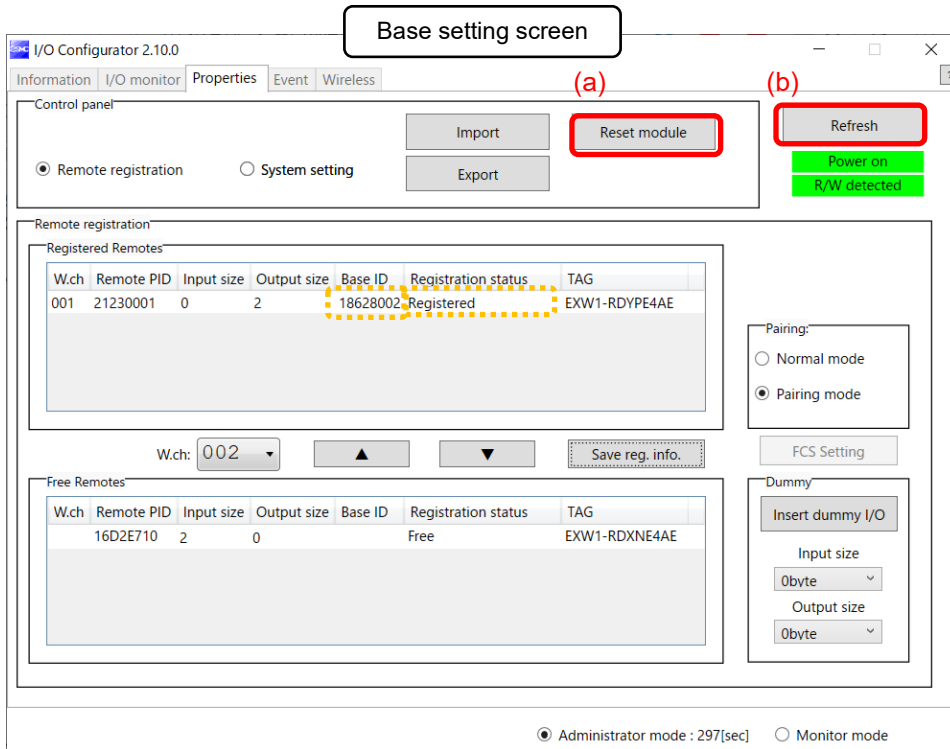 Base setting screen
SMC I/O Configurator 2.10.0
Information I/O monitor Properties Event Wireless
(a) (b)
?
Control panel
Import Reset module Refresh
Remote registration System setting Export
Power on
R/W detected
Remote registration
Registered Remotes
W.ch Remote PID Input size Output size Base ID Registration status TAG
001 21230001 0 2 18628002 Registered EXW1-RDYPE4AE
Pairing:
Normal mode
Pairing mode
W.ch: 002 ▲ ▼ Save reg. info. FCS Setting
Free Remotes
W.ch Remote PID Input size Output size Base ID Registration status TAG
16D2E710 2 0 Free EXW1-RDXNE4AE
Dummy
Insert dummy I/O
Input size
0byte
Output size
0byte
Administrator mode : 297[sec] Monitor mode